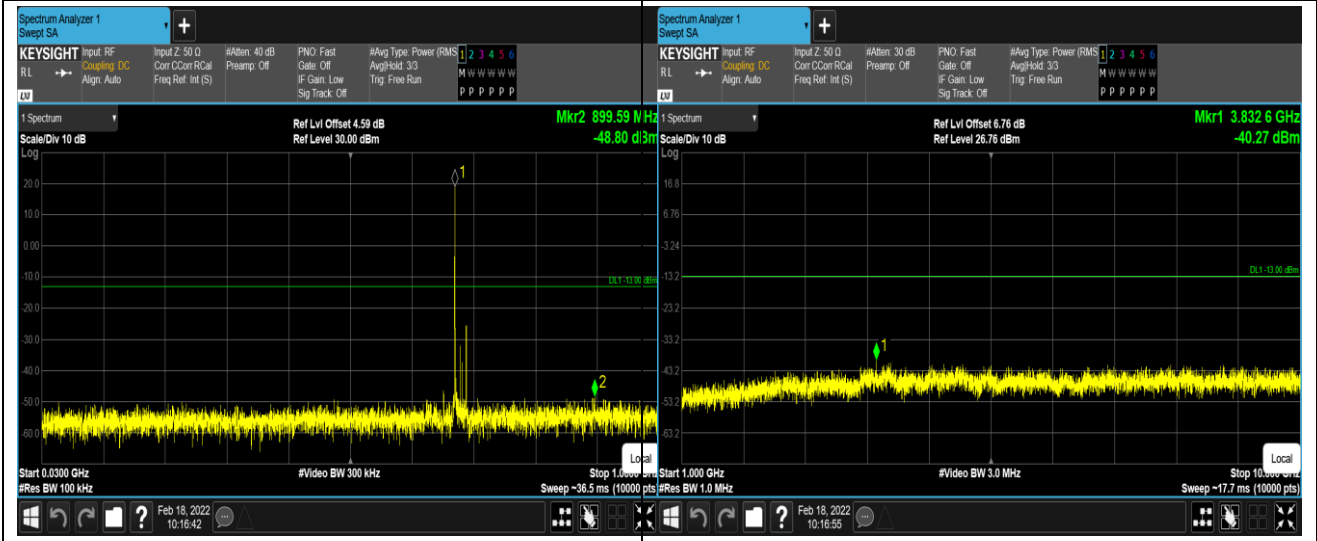 Spectrum Analyzer 1
Swept SA
+
KEYSIGHT
RL
LXI
Input: RF
Coupling: DC
Align: Auto
Input Z: 50 Ω
Corr CCorr RCal
Freq Ref: Int (S)
#Atten: 40 dB
Preamp: Off
PNO: Fast
Gate: Off
IF Gain: Low
Sig Track: Off
#Avg Type: Power (RMS
Avg|Hold: 3/3
Trig: Free Run
1 2 3 4 5 6
M W W W W W
P P P P P P
1 Spectrum
Scale/Div 10 dB
Log
Ref Lvl Offset 4.59 dB
Ref Level 30.00 dBm
Mkr2 899.59 MHz
-48.80 dBm
1
20.0
10.0
0.00
-10.0
DL1 -13.00 dBm
-20.0
-30.0
-40.0
2
-50.0
-60.0
Local
Start 0.0300 GHz
#Video BW 300 kHz
#Res BW 100 kHz
Sweep ~36.5 ms (10000 pts)
?
Feb 18, 2022
10:16:42
Spectrum Analyzer 1
Swept SA
+
KEYSIGHT
RL
LXI
Input: RF
Coupling: DC
Align: Auto
Input Z: 50 Ω
Corr CCorr RCal
Freq Ref: Int (S)
#Atten: 30 dB
Preamp: Off
PNO: Fast
Gate: Off
IF Gain: Low
Sig Track: Off
#Avg Type: Power (RMS
Avg|Hold: 3/3
Trig: Free Run
1 2 3 4 5 6
M W W W W W
P P P P P P
1 Spectrum
Scale/Div 10 dB
Log
Ref Lvl Offset 6.76 dB
Ref Level 26.76 dBm
Mkr1 3.832 6 GHz
-40.27 dBm
16.8
6.76
-3.24
DL1 -13.00 dBm
-13.2
-23.2
-33.2
1
-43.2
-53.2
-63.2
Local
Start 1.000 GHz
#Video BW 3.0 MHz
#Res BW 1.0 MHz
Sweep ~17.7 ms (10000 pts)
?
Feb 18, 2022
10:16:55